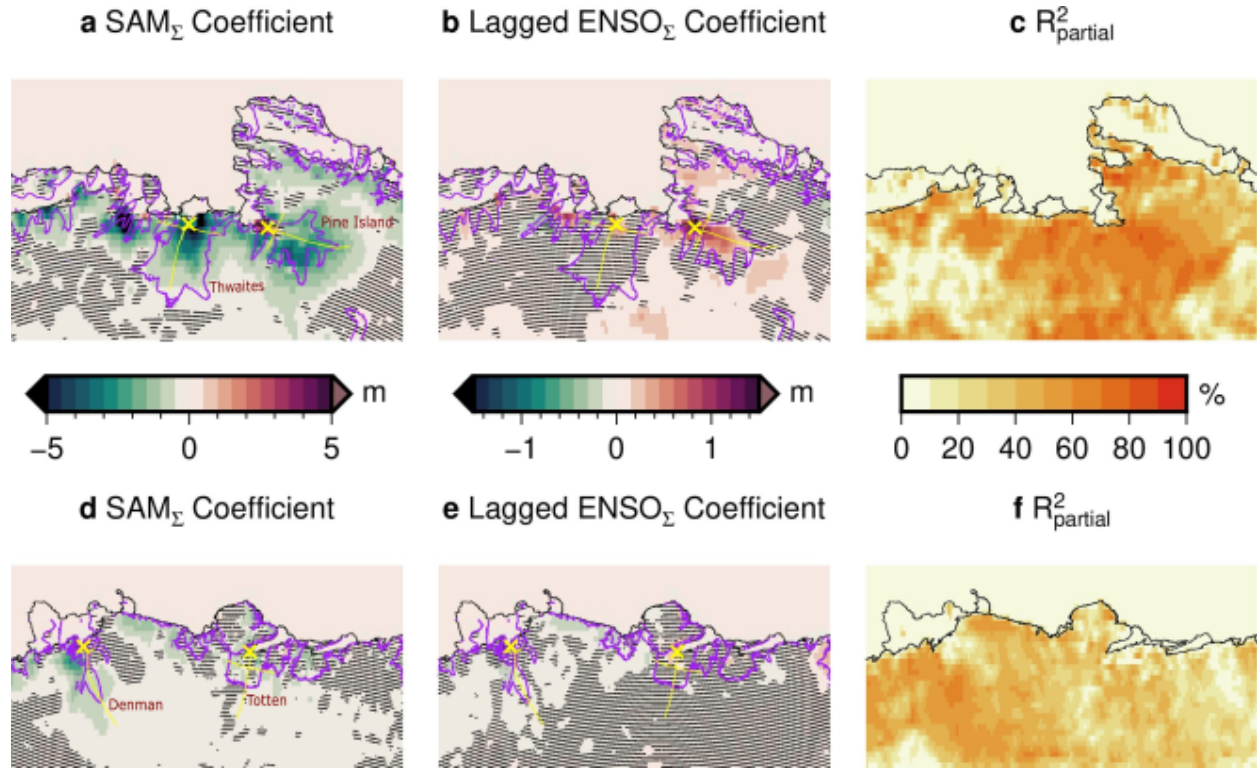 a SAM_Σ Coefficient
b Lagged ENSO_Σ Coefficient
c R²_partial
Pine Island
Thwaites
−5 0 5 m
−1 0 1 m
0 20 40 60 80 100 %
d SAM_Σ Coefficient
e Lagged ENSO_Σ Coefficient
f R²_partial
Denman
Totten